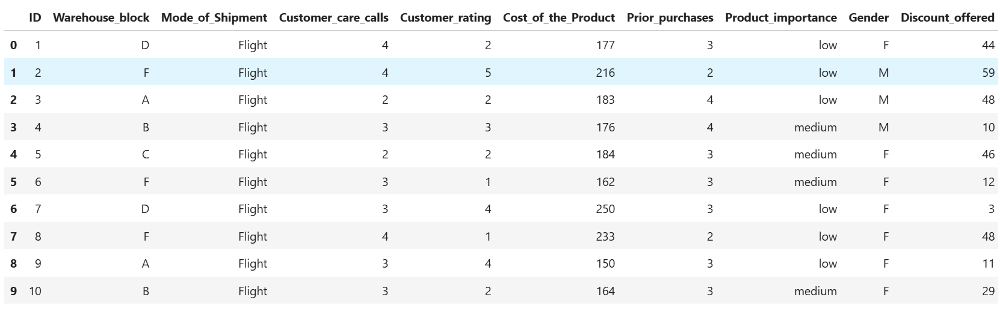 ID Warehouse_block Mode_of_Shipment Customer_care_calls Customer_rating Cost_of_the_Product Prior_purchases Product_importance Gender Discount_offered
0 1 D Flight 4 2 177 3 low F 44
1 2 F Flight 4 5 216 2 low M 59
2 3 A Flight 2 2 183 4 low M 48
3 4 B Flight 3 3 176 4 medium M 10
4 5 C Flight 2 2 184 3 medium F 46
5 6 F Flight 3 1 162 3 medium F 12
6 7 D Flight 3 4 250 3 low F 3
7 8 F Flight 4 1 233 2 low F 48
8 9 A Flight 3 4 150 3 low F 11
9 10 B Flight 3 2 164 3 medium F 29